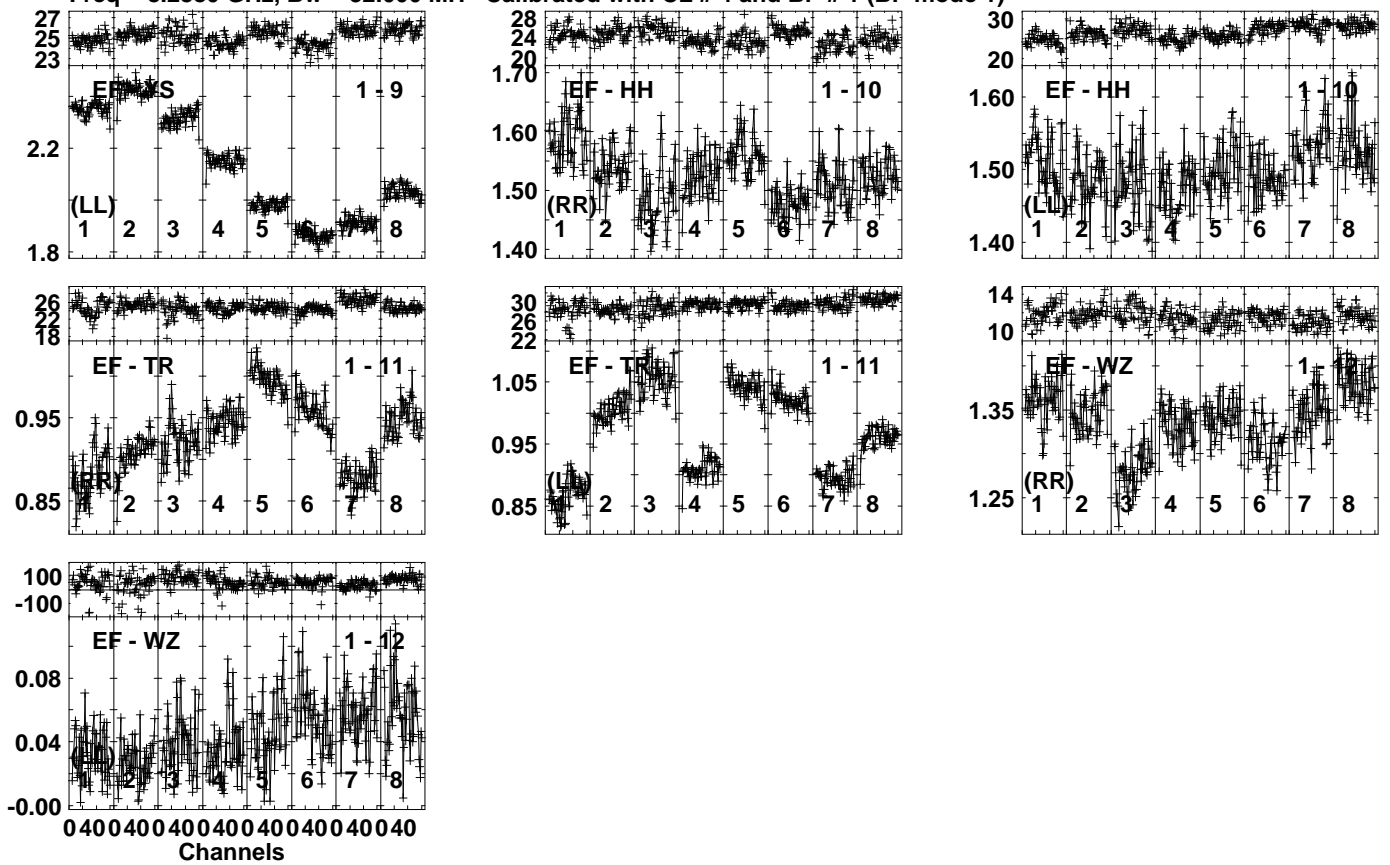 27
25
23
EF - YS 1 - 9
2.2
(LL)
1 2 3 4 5 6 7 8
1.8
28
24
20
1.70
EF - HH 1 - 10
1.60
1.50
(RR)
1 2 3 4 5 6 7 8
1.40
30
20
EF - HH 1 - 10
1.60
1.50
(LL)
1 2 3 4 5 6 7 8
1.40
26
22
18
EF - TR 1 - 11
0.95
(RR)
0.85
1 2 3 4 5 6 7 8
30
26
22
EF - TR 1 - 11
1.05
0.95
(LL)
0.85
1 2 3 4 5 6 7 8
14
10
EF - WZ 1 - 12
1.35
(RR)
1.25
1 2 3 4 5 6 7 8
100
-100
EF - WZ 1 - 12
0.08
0.04
(LL)
1 2 3 4 5 6 7 8
-0.00
0 40 0 40 0 40 0 40 0 40 0 40 0 40 0 40
Channels